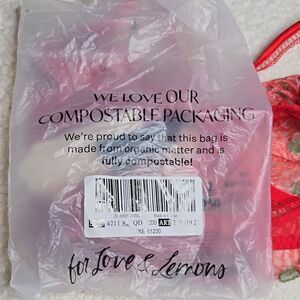 WE LOVE OUR
COMPOSTABLE PACKAGING
We're proud to say that this bag is
made from organic matter and is
fully compostable!
for Love & Lemons